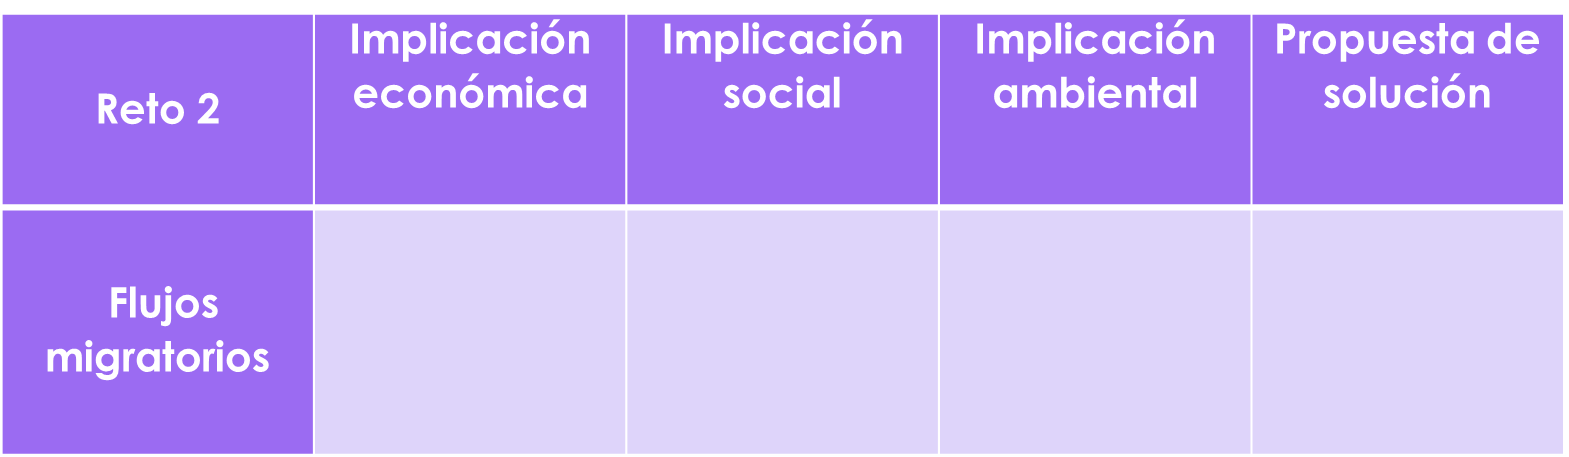 Reto 2
Implicación
económica
Implicación
social
Implicación
ambiental
Propuesta de
solución
Flujos
migratorios